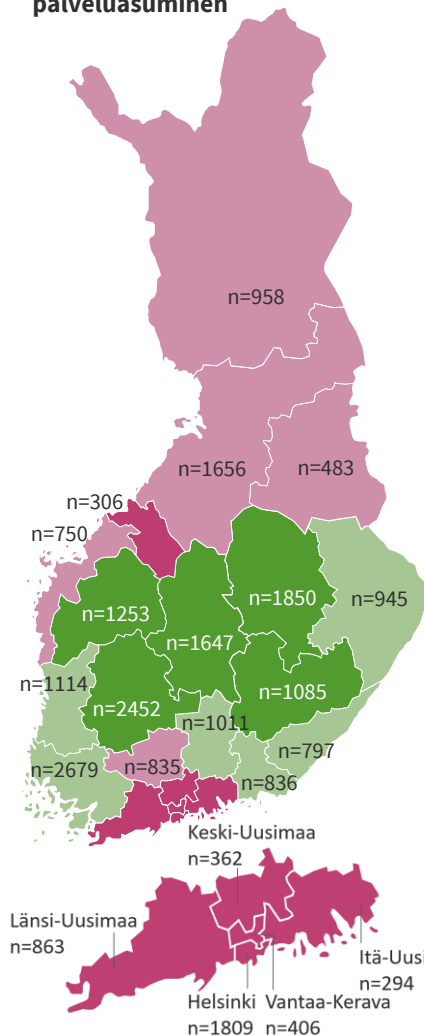 palveluasuminen
n=958
n=1656
n=483
n=306
n=750
n=1253
n=1850
n=945
n=1647
n=1114
n=2452
n=1085
n=1011
n=797
n=2679
n=835
n=836
Keski-Uusimaa
n=362
Länsi-Uusimaa
n=863
Itä-Uusi
n=294
Helsinki
n=1809
Vantaa-Kerava
n=406